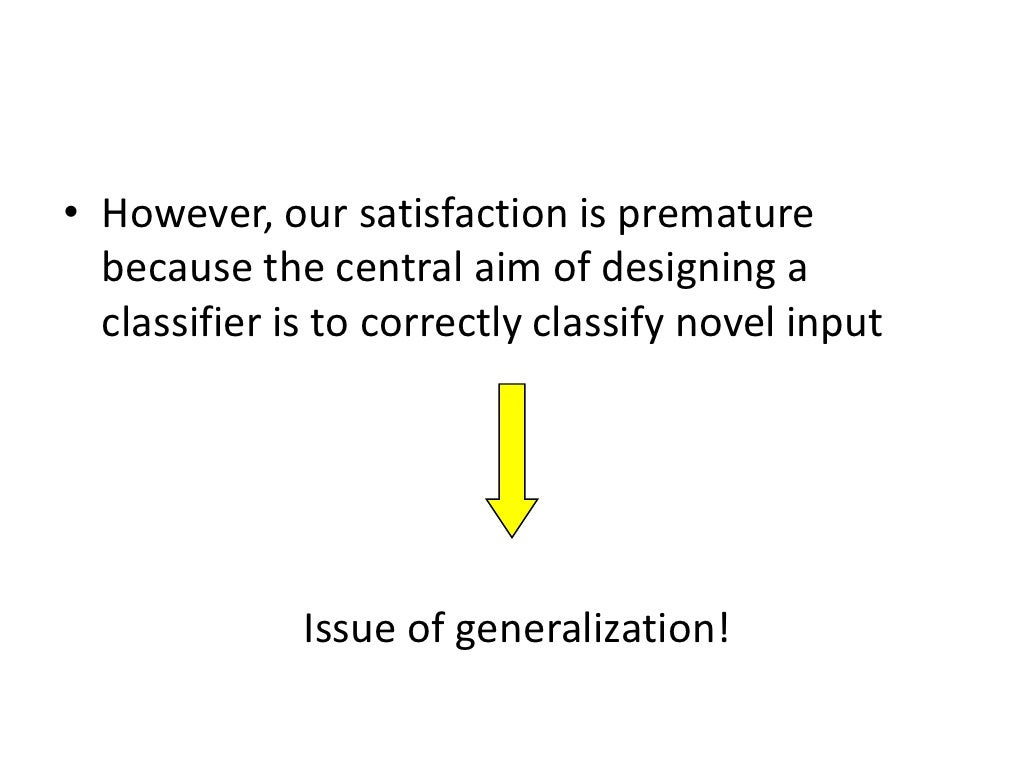 • However, our satisfaction is premature
because the central aim of designing a
classifier is to correctly classify novel input
Issue of generalization!